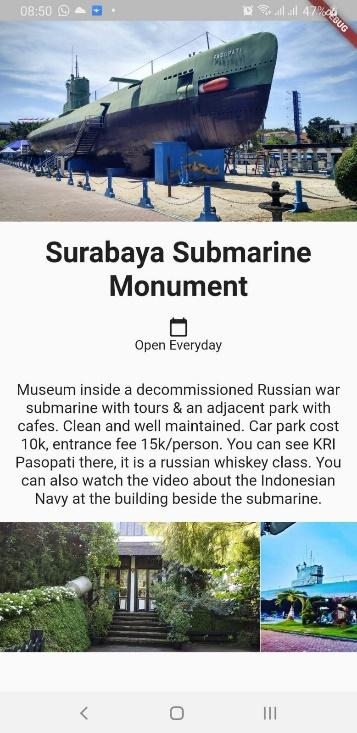 08:50
47%
DEBUG
PASOPATI
Surabaya Submarine
Monument
Open Everyday
Museum inside a decommissioned Russian war
submarine with tours & an adjacent park with
cafes. Clean and well maintained. Car park cost
10k, entrance fee 15k/person. You can see KRI
Pasopati there, it is a russian whiskey class. You
can also watch the video about the Indonesian
Navy at the building beside the submarine.